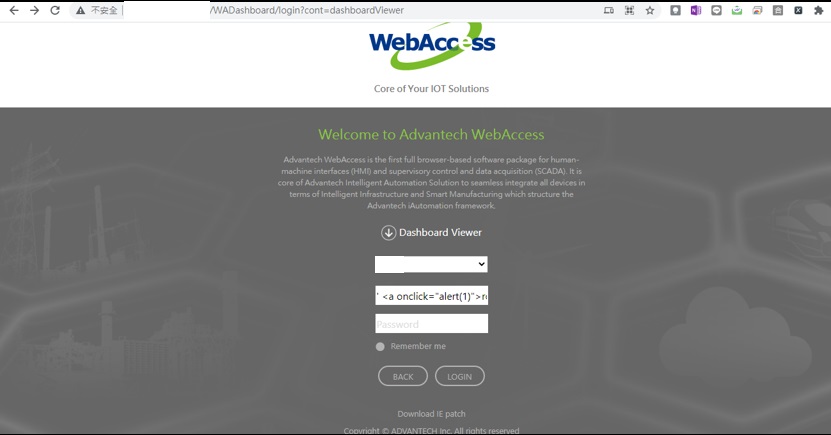 不安全
/WADashboard/login?cont=dashboardViewer
WebAccess
Core of Your IOT Solutions
Welcome to Advantech WebAccess
Advantech WebAccess is the first full browser-based software package for human-
machine interfaces (HMI) and supervisory control and data acquisition (SCADA). It is
core of Advantech Intelligent Automation Solution to seamless integrate all devices in
terms of Intelligent Infrastructure and Smart Manufacturing which structure the
Advantech iAutomation framework.
Dashboard Viewer
' <a onclick="alert(1)">r
Password
Remember me
BACK LOGIN
Download IE patch
Copyright © ADVANTECH Inc. All rights reserved